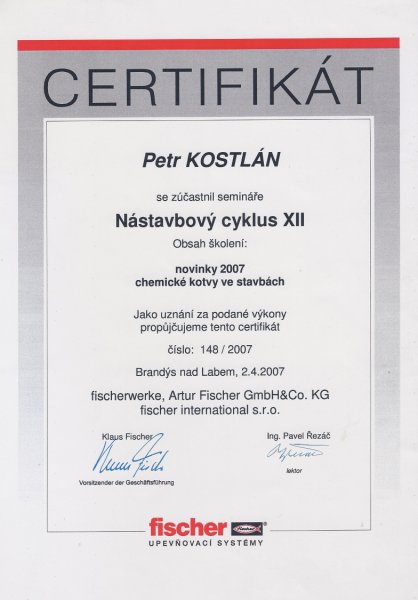 CERTIFIKÁT
Petr KOSTLÁN
se zúčastnil semináře
Nástavbový cyklus XII
Obsah školení:
novinky 2007
chemické kotvy ve stavbách
Jako uznání za podané výkony
propůjčujeme tento certifikát
číslo: 148 / 2007
Brandýs nad Labem, 2.4.2007
fischerwerke, Artur Fischer GmbH&Co. KG
fischer international s.r.o.
Klaus Fischer
Ing. Pavel Řezáč
Vorsitzender der Geschäftsführung
lektor
fischer
UPEVŇOVACÍ SYSTÉMY